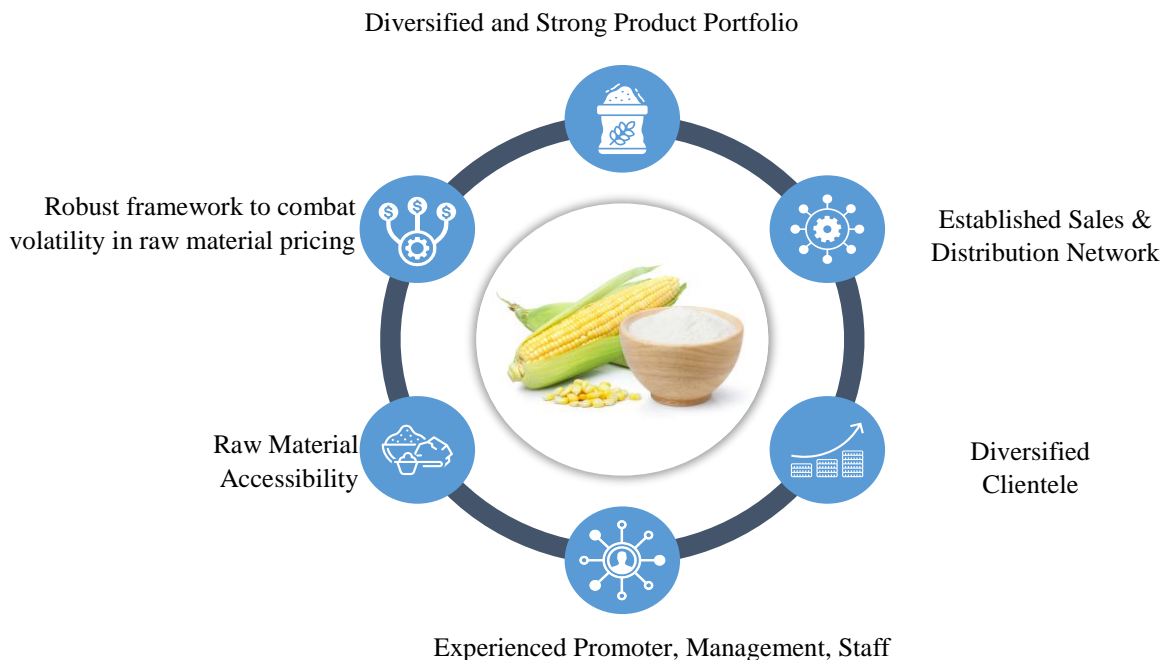 Diversified and Strong Product Portfolio
Robust framework to combat
volatility in raw material pricing
Established Sales &
Distribution Network
Raw Material
Accessibility
Diversified
Clientele
Experienced Promoter, Management, Staff
$ $ $